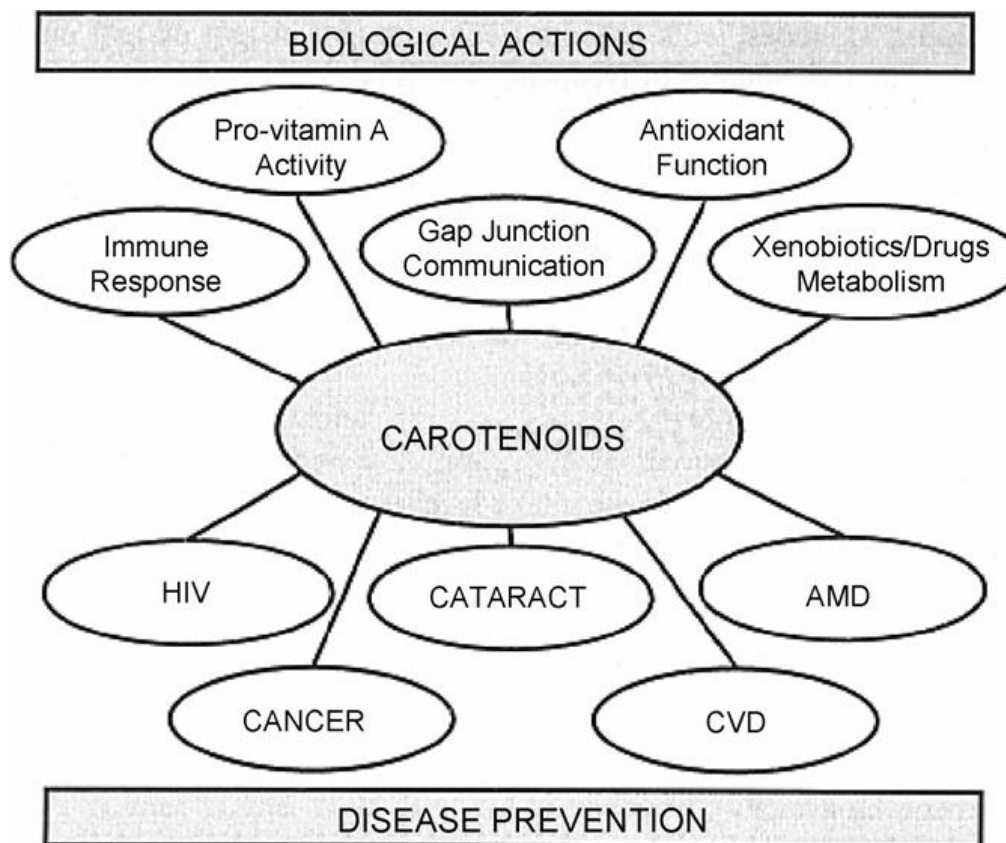 BIOLOGICAL ACTIONS
Pro-vitamin A
Activity
Antioxidant
Function
Immune
Response
Gap Junction
Communication
Xenobiotics/Drugs
Metabolism
CAROTENOIDS
HIV
CATARACT
AMD
CANCER
CVD
DISEASE PREVENTION